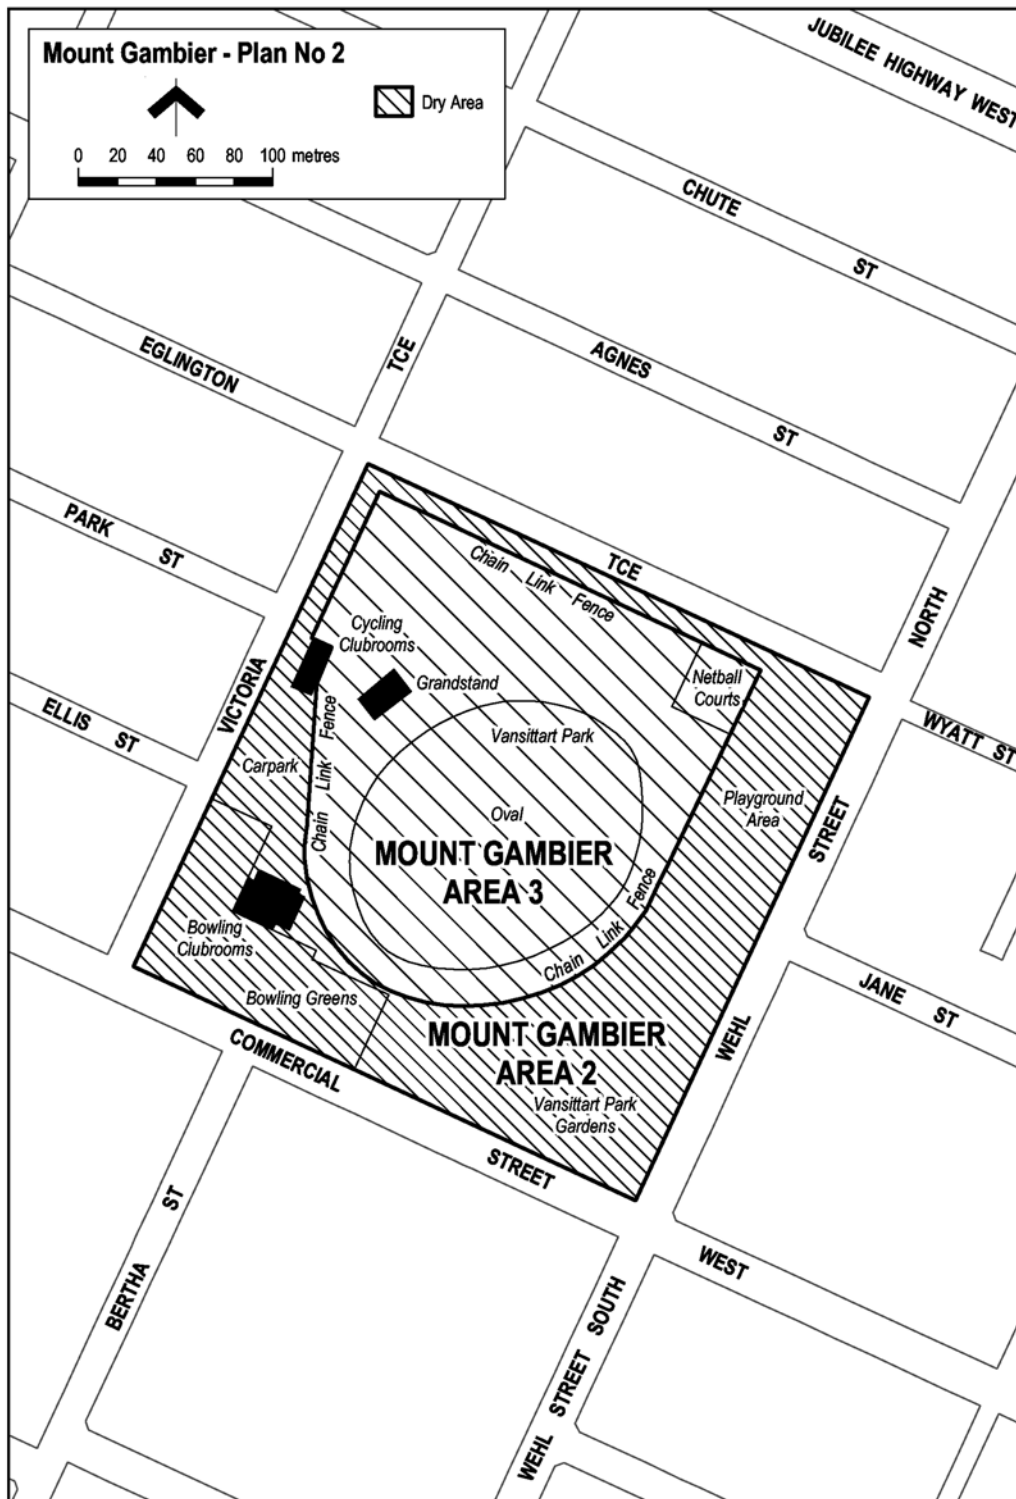 Mount Gambier - Plan No 2
Dry Area
0 20 40 60 80 100 metres
JUBILEE HIGHWAY WEST
CHUTE ST
AGNES ST
TCE
EGLINGTON
TCE
PARK ST
NORTH
Chain Link Fence
Cycling
Clubrooms
Grandstand
Netball
Courts
VICTORIA
ELLIS ST
WYATT ST
Chain Link Fence
Vansittart Park
Carpark
Playground
Area
STREET
Oval
MOUNT GAMBIER
AREA 3
Chain Link Fence
Bowling
Clubrooms
Bowling Greens
JANE ST
WEHL
MOUNT GAMBIER
AREA 2
COMMERCIAL
Vansittart Park
Gardens
STREET
WEST
BERTHA ST
WEHL STREET SOUTH